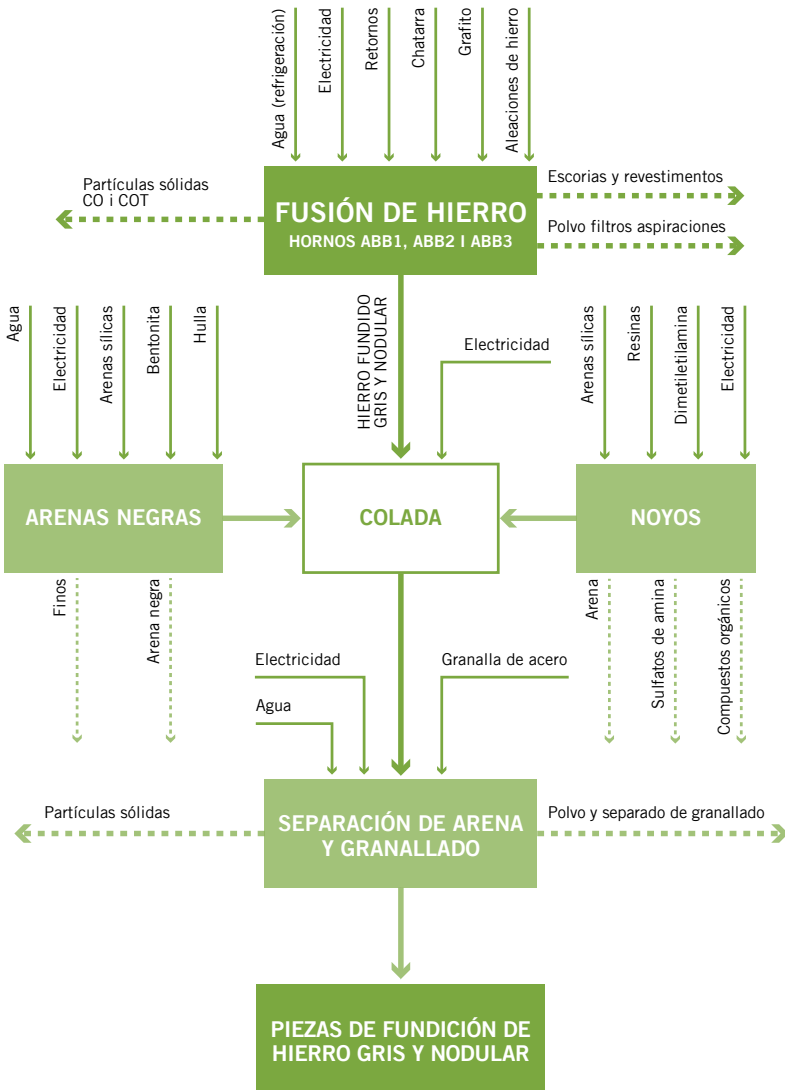 Agua (refrigeración)
Electricidad
Retornos
Chatarra
Grafito
Aleaciones de hierro
Partículas sólidas
CO i COT
FUSIÓN DE HIERRO
HORNOS ABB1, ABB2 I ABB3
Escorias y revestimentos
Polvo filtros aspiraciones
Agua
Electricidad
Arenas sílicas
Bentonita
Hulla
HIERRO FUNDIDO
GRIS Y NODULAR
Electricidad
Arenas sílicas
Resinas
Dimetiletilamina
Electricidad
ARENAS NEGRAS
COLADA
NOYOS
Finos
Arena negra
Arena
Sulfatos de amina
Compuestos orgánicos
Electricidad
Agua
Granalla de acero
Partículas sólidas
SEPARACIÓN DE ARENA
Y GRANALLADO
Polvo y separado de granallado
PIEZAS DE FUNDICIÓN DE
HIERRO GRIS Y NODULAR